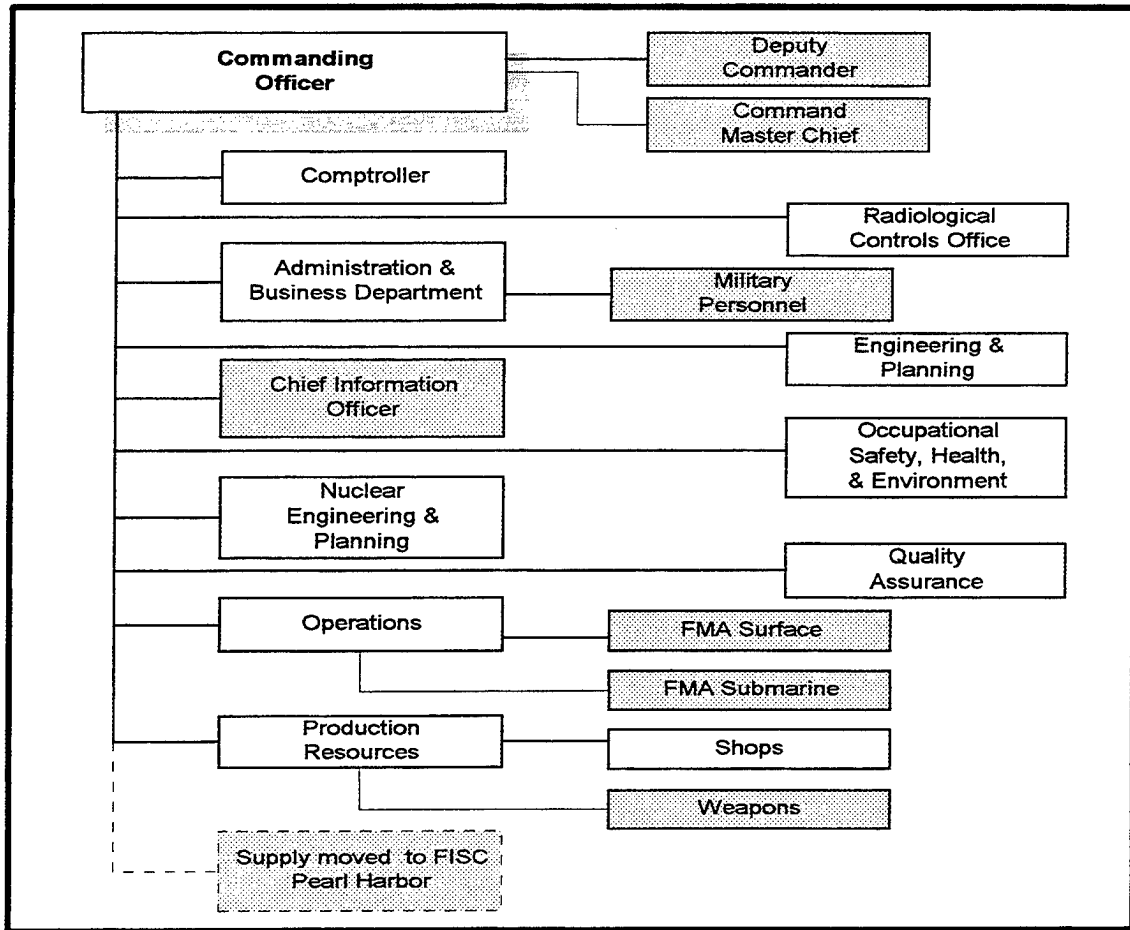 Commanding
Officer
Deputy
Commander
Command
Master Chief
Comptroller
Radiological
Controls Office
Administration &
Business Department
Military
Personnel
Engineering &
Planning
Chief Information
Officer
Occupational
Safety, Health,
& Environment
Nuclear
Engineering &
Planning
Quality
Assurance
Operations
FMA Surface
FMA Submarine
Production
Resources
Shops
Weapons
Supply moved to FISC
Pearl Harbor